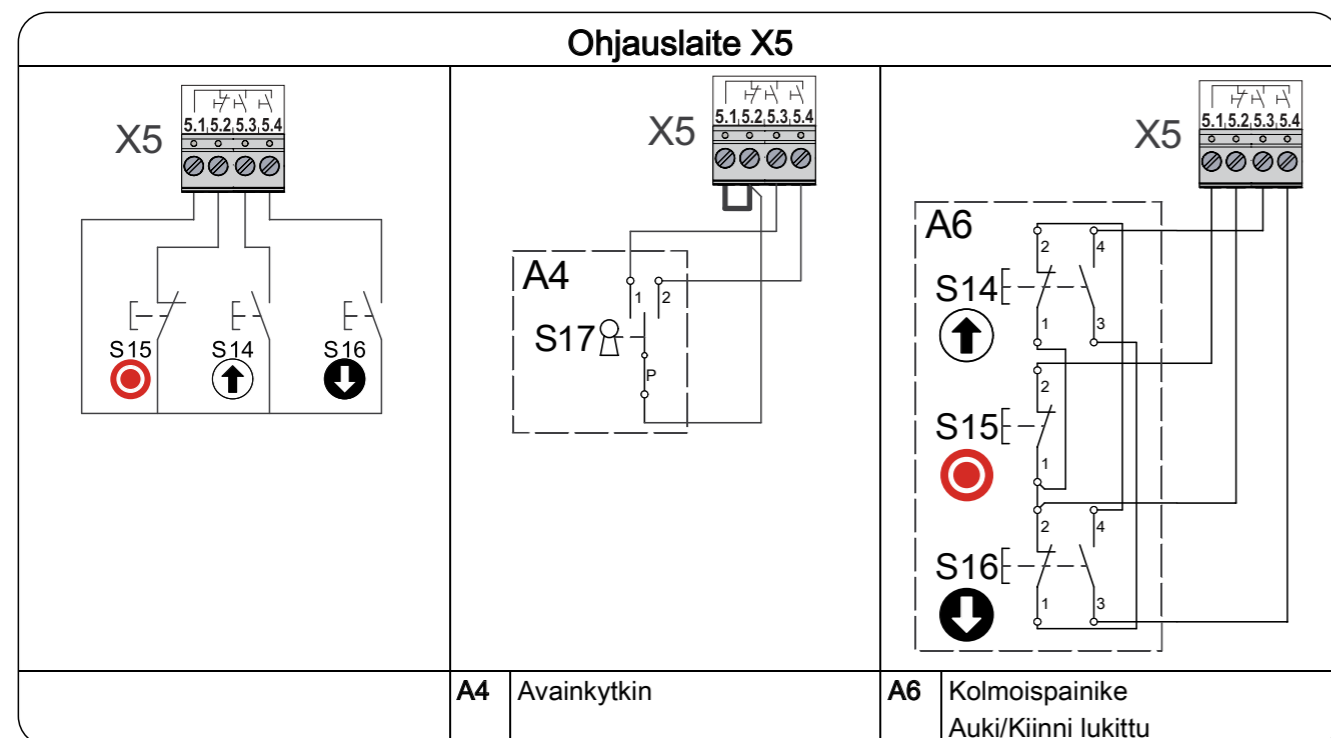 Ohjauslaite X5
X5
5.1 5.2 5.3 5.4
S15 S14 S16
X5
5.1 5.2 5.3 5.4
A4
1 2
S17
P
X5
5.1 5.2 5.3 5.4
A6
2 4
S14
1 3
2
S15
1
2 4
S16
1 3
A4 Avainkytkin
A6 Kolmoispainike
Auki/Kiinni lukittu